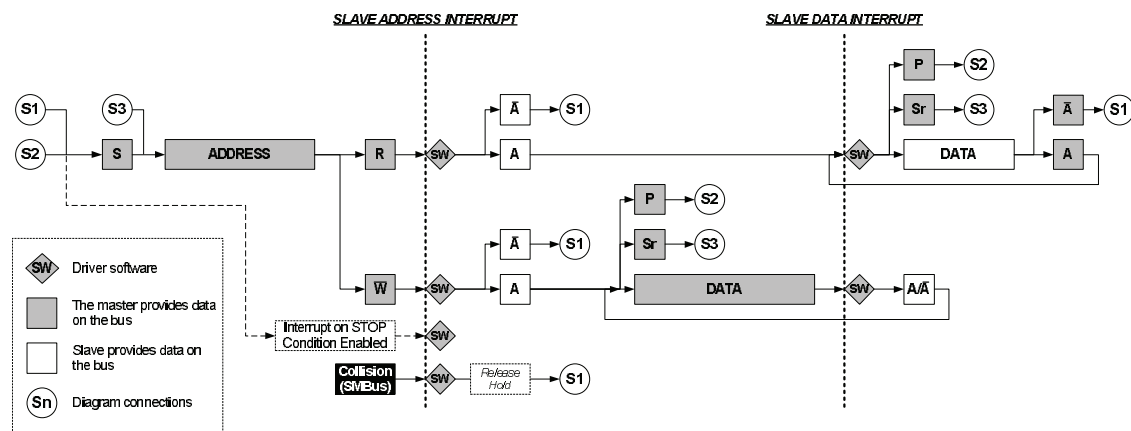 SLAVE ADDRESS INTERRUPT
SLAVE DATA INTERRUPT
P
S2
S1
S3
A̅
S1
Sr
S3
A̅
S1
S2
S
ADDRESS
R
SW
A
SW
DATA
A
P
S2
A̅
S1
Sr
S3
W̅
SW
A
DATA
SW
A/A̅
Interrupt on STOP
Condition Enabled
SW
Collision
(SMBus)
SW
Release
Hold
S1
SW
Driver software
The master provides data
on the bus
Slave provides data on
the bus
Sn
Diagram connections